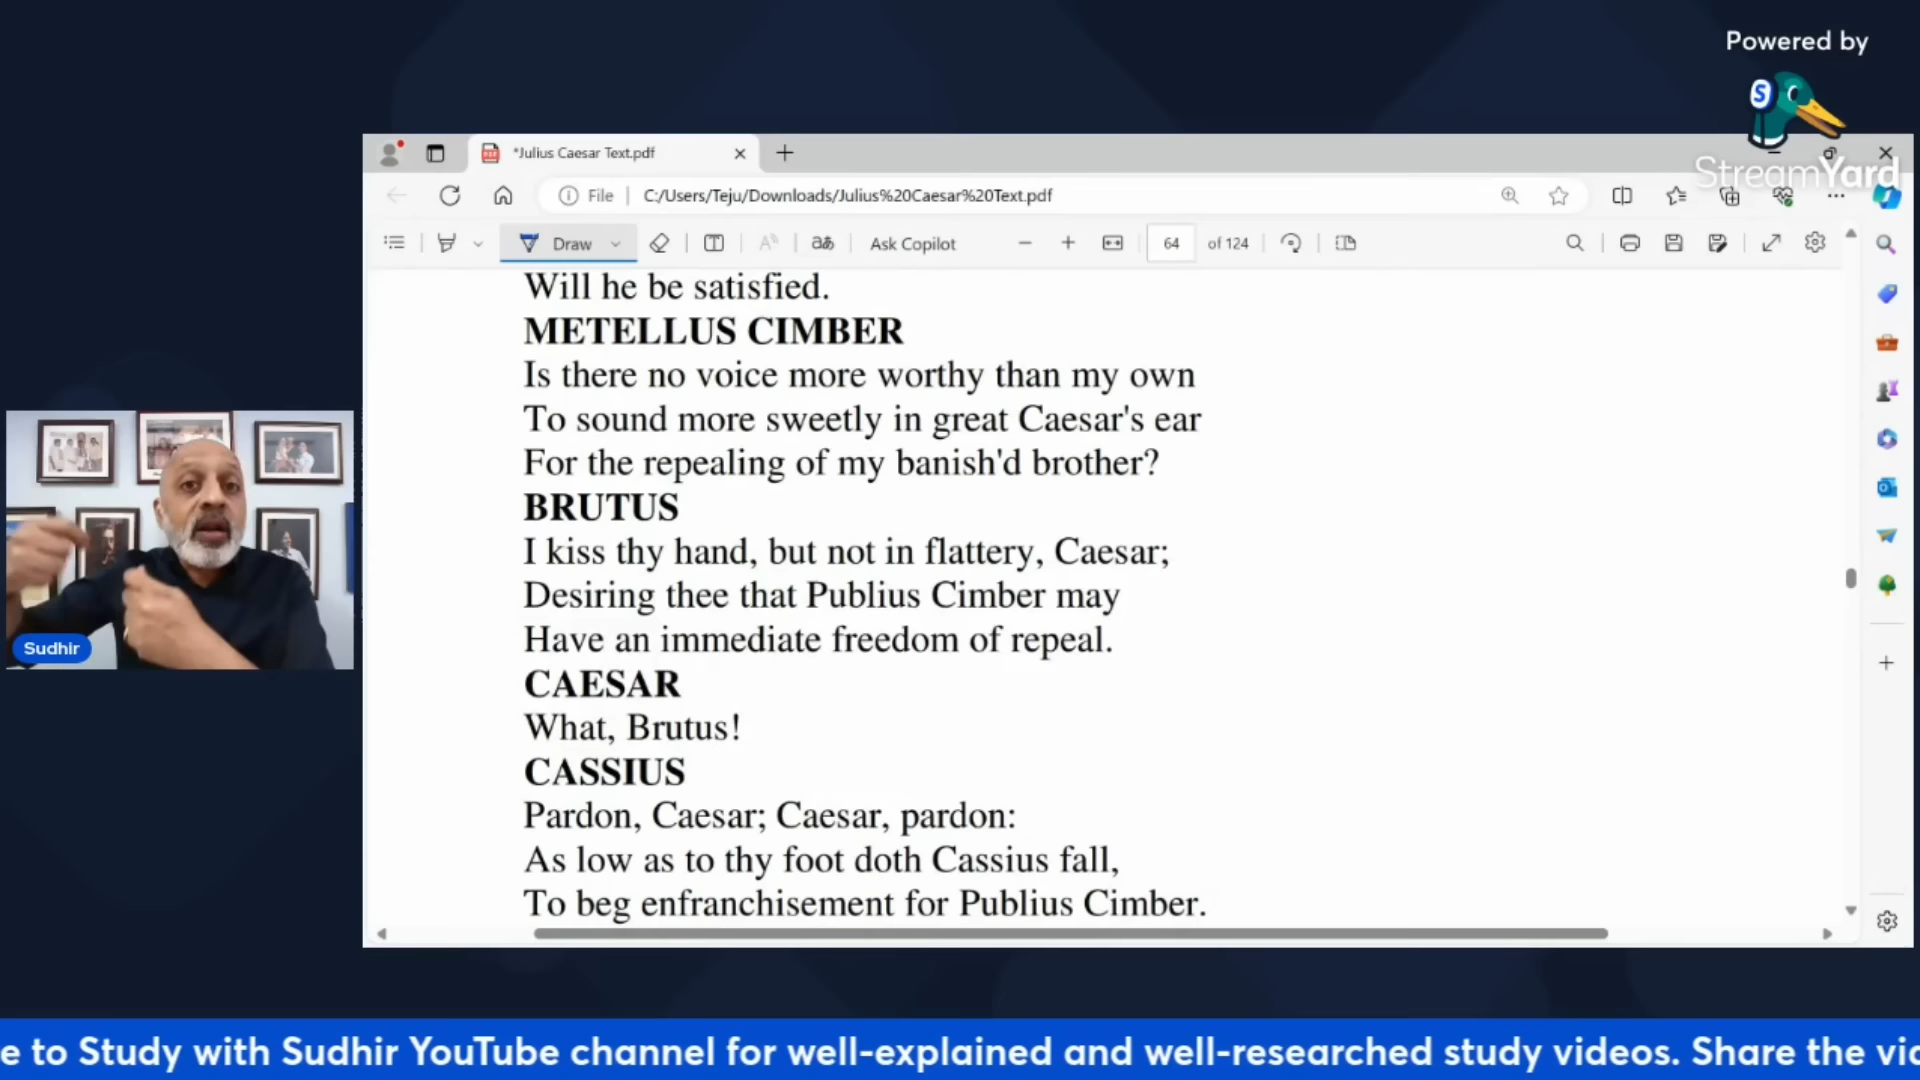 Powered by
StreamYard
*Julius Caesar Text.pdf
File
C:/Users/Teju/Downloads/Julius%20Caesar%20Text.pdf
Draw
Ask Copilot
64
of 124
Will he be satisfied.
METELLUS CIMBER
Is there no voice more worthy than my own
To sound more sweetly in great Caesar's ear
For the repealing of my banish'd brother?
BRUTUS
I kiss thy hand, but not in flattery, Caesar;
Desiring thee that Publius Cimber may
Have an immediate freedom of repeal.
CAESAR
What, Brutus!
CASSIUS
Pardon, Caesar; Caesar, pardon:
As low as to thy foot doth Cassius fall,
To beg enfranchisement for Publius Cimber.
Sudhir
e to Study with Sudhir YouTube channel for well-explained and well-researched study videos. Share the vid